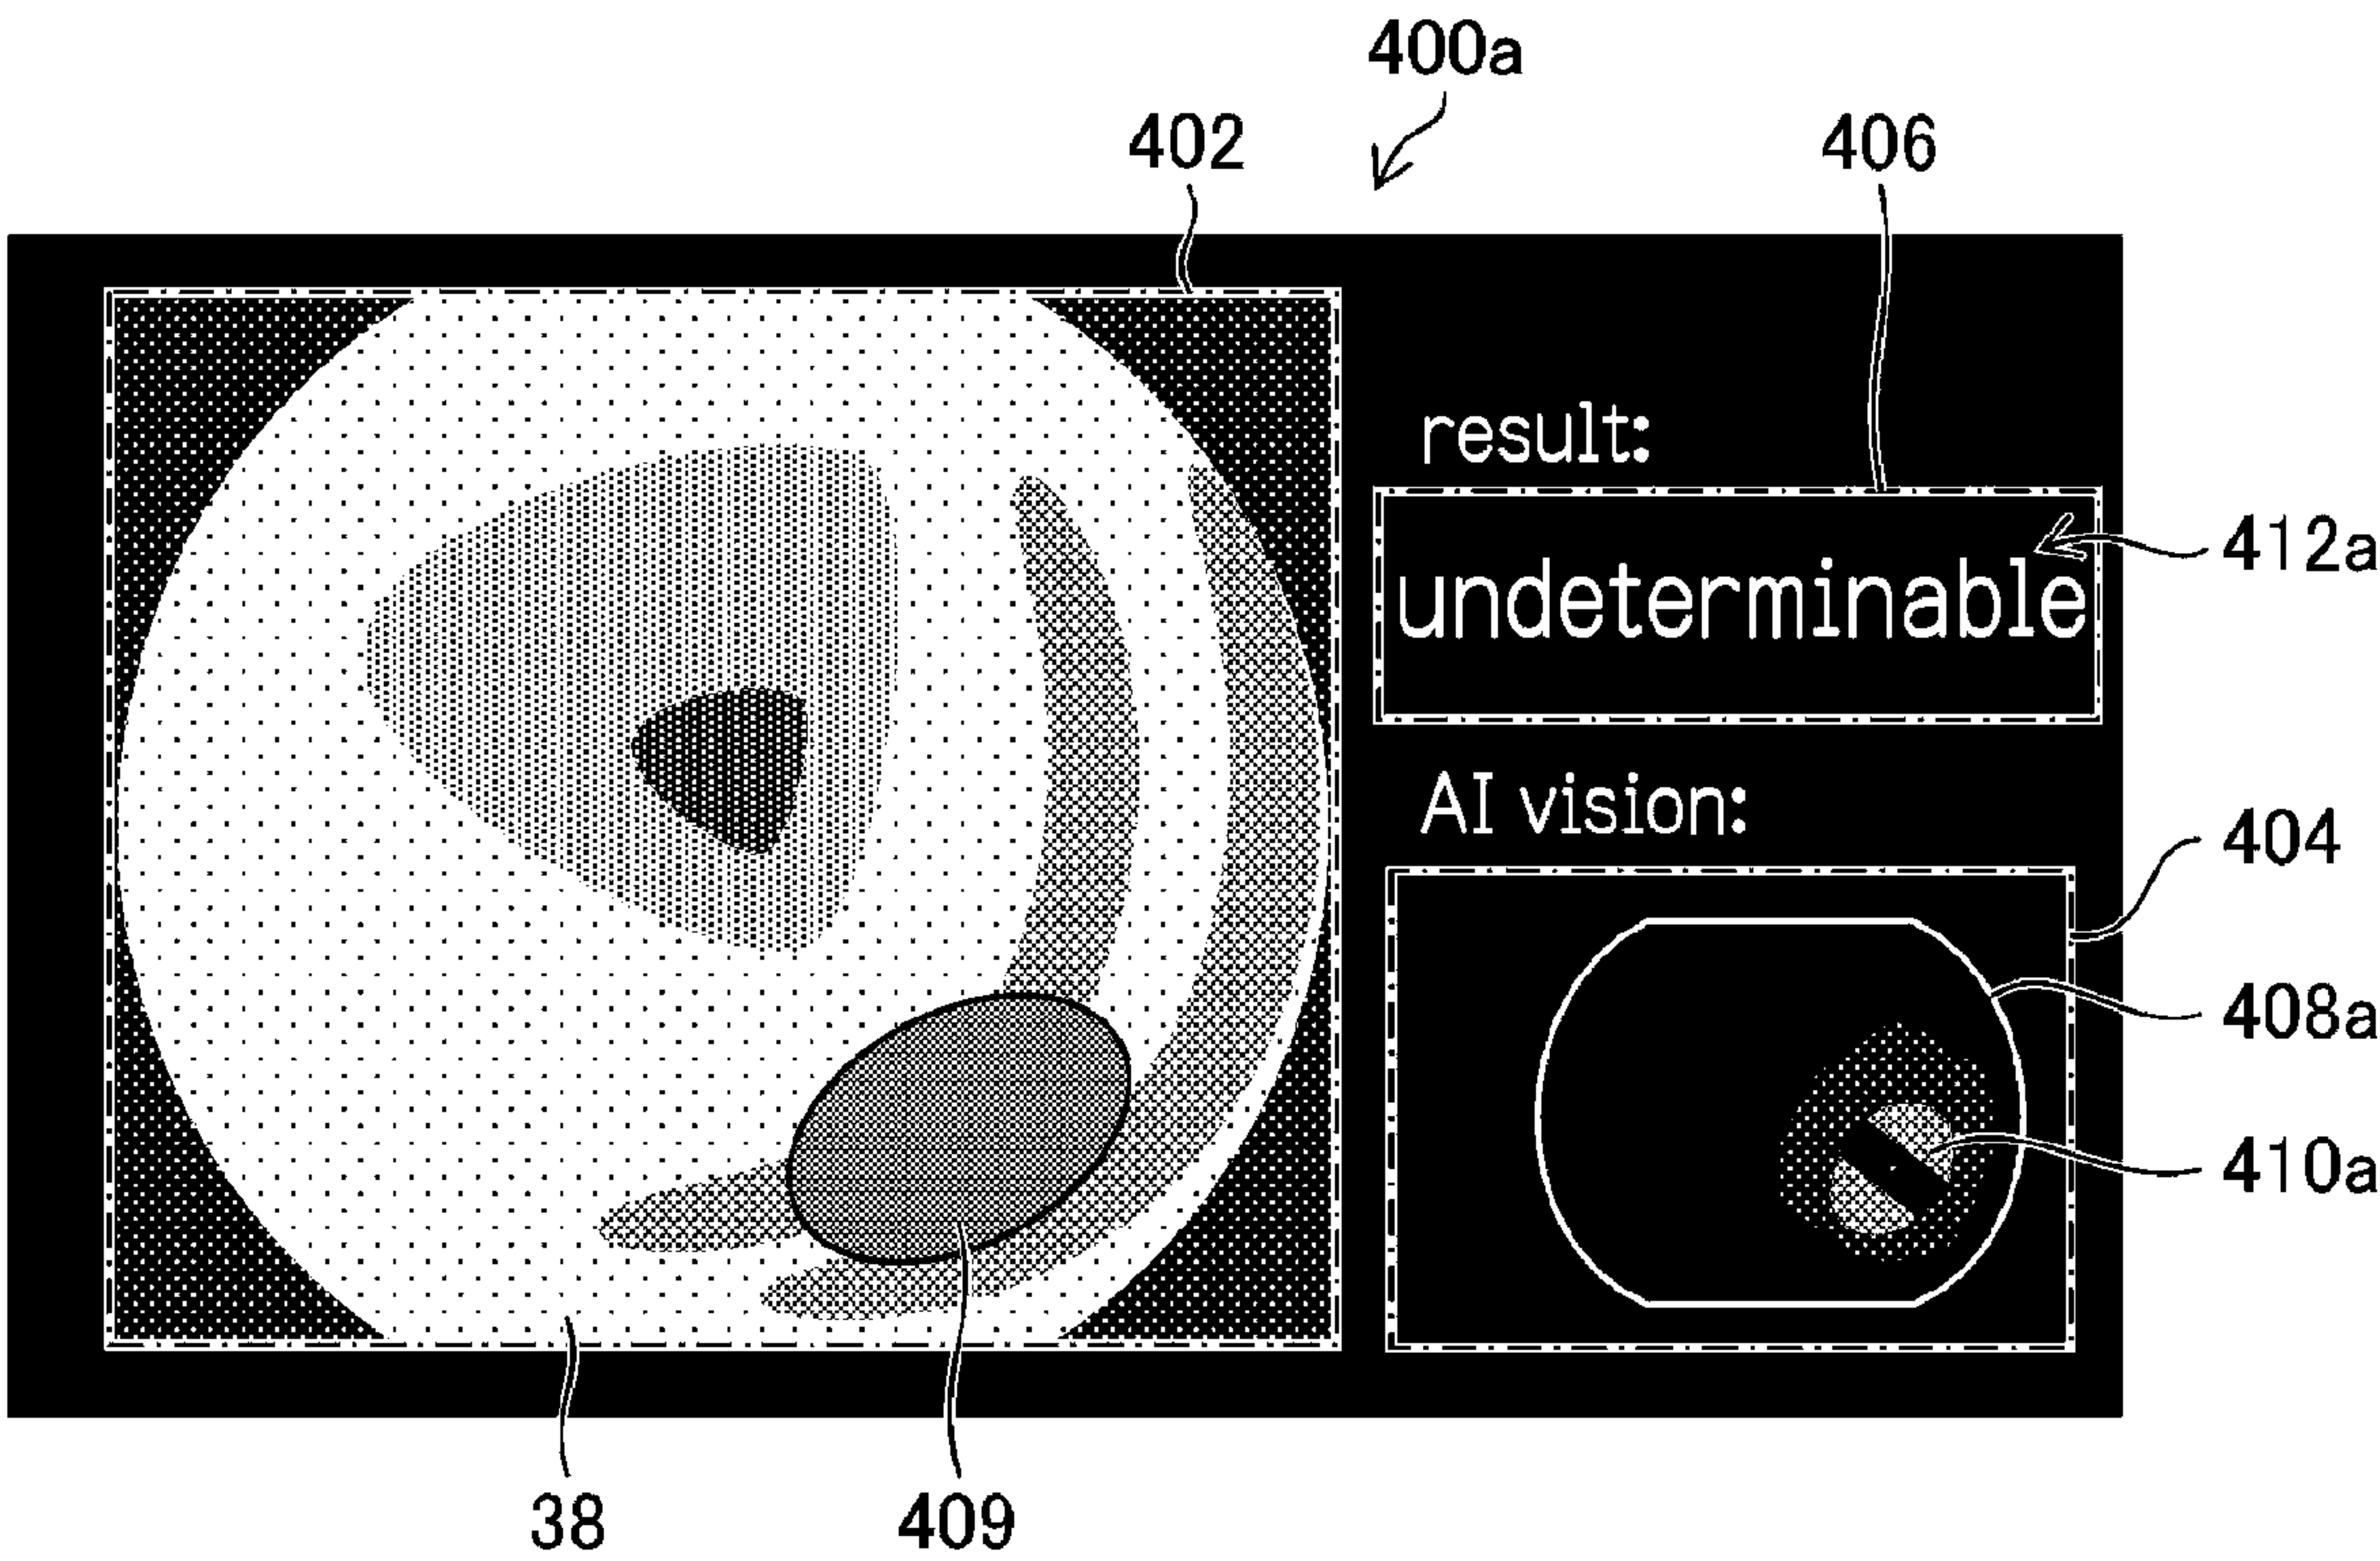 400a
402
406
result:
412a
undeterminable
AI vision:
404
408a
410a
38
409